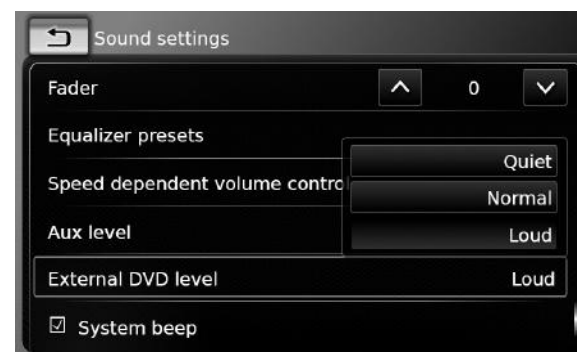 Sound settings
Fader 0
Equalizer presets
Quiet
Speed dependent volume contro
Normal
Aux level
Loud
External DVD level Loud
System beep